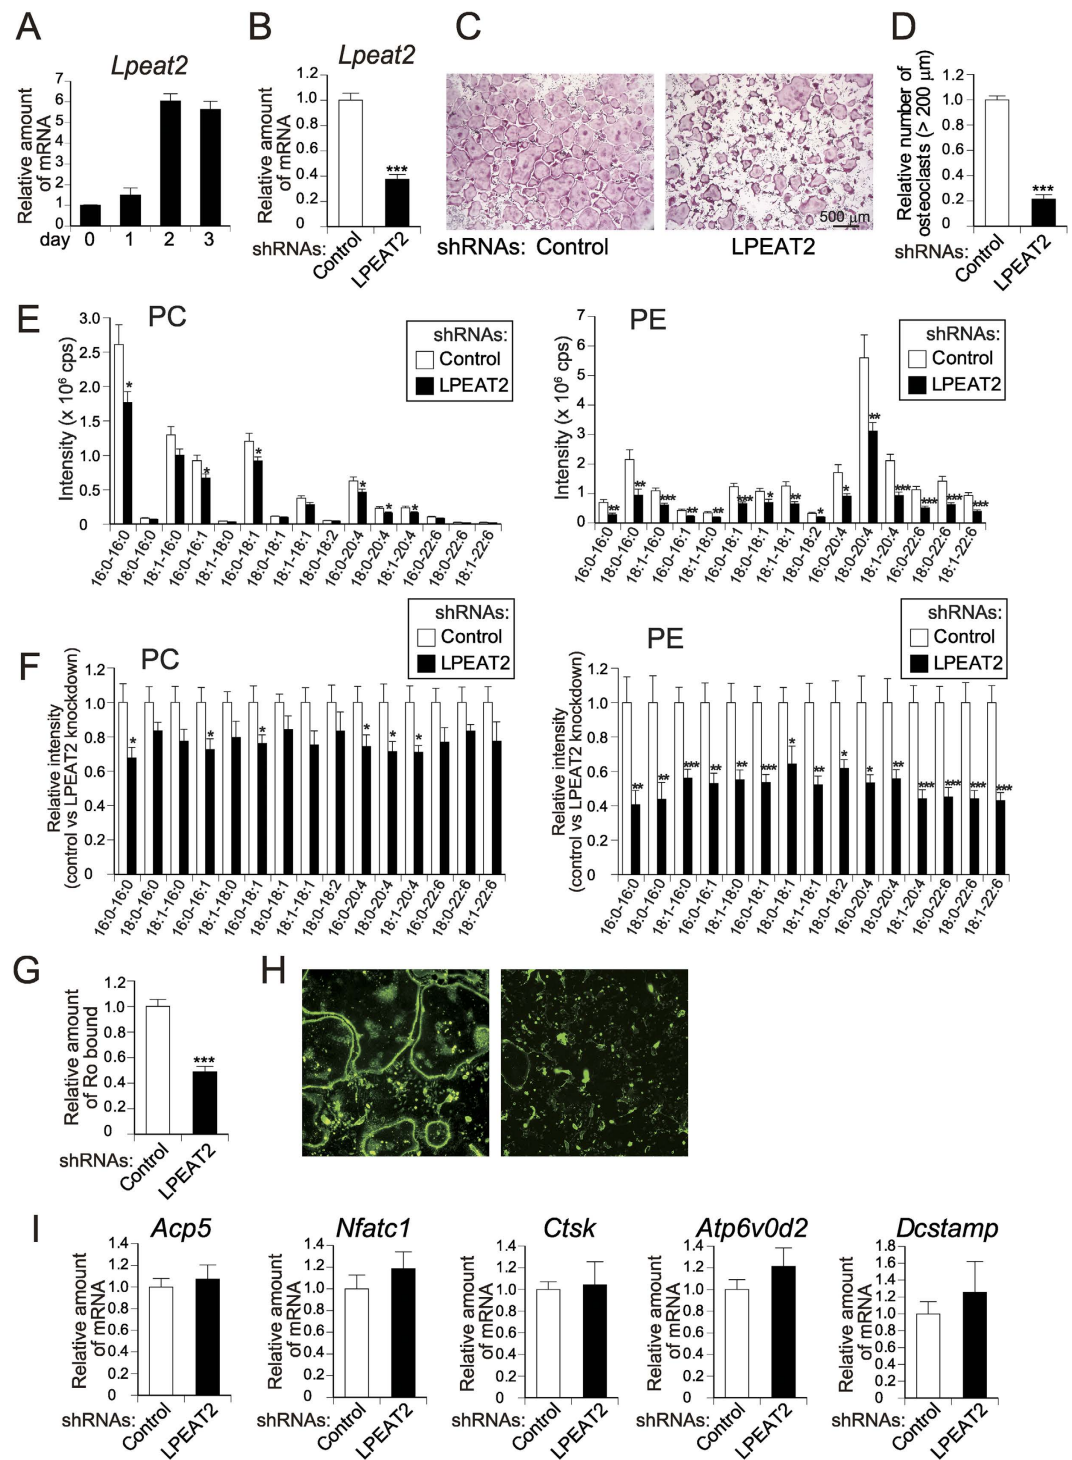 A
Lpeat2
Relative amount
of mRNA
7
6
5
4
3
2
1
0
day 0 1 2 3
B
Lpeat2
Relative amount
of mRNA
1.2
1.0
0.8
0.6
0.4
0.2
0
***
shRNAs: Control LPEAT2
C
500 μm
shRNAs: Control LPEAT2
D
Relative number of
osteoclasts (> 200 μm)
1.2
1.0
0.8
0.6
0.4
0.2
0
***
shRNAs: Control LPEAT2
E
PC
Intensity (x 10⁶ cps)
3.0
2.5
2.0
1.5
1.0
0.5
0
shRNAs:
Control
LPEAT2
* * * * * *
16:0-16:0 18:0-16:0 18:1-16:0 16:0-16:1 18:1-18:0 16:0-18:1 18:0-18:1 18:1-18:1 18:0-18:2 16:0-20:4 18:0-20:4 18:1-20:4 16:0-22:6 18:0-22:6 18:1-22:6
PE
Intensity (x 10⁶ cps)
7
6
5
4
3
2
1
0
shRNAs:
Control
LPEAT2
** ** *** ** ** *** * ** * * ** *** *** ** ***
16:0-16:0 18:0-16:0 18:1-16:0 16:0-16:1 18:1-18:0 16:0-18:1 18:0-18:1 18:1-18:1 18:0-18:2 16:0-20:4 18:0-20:4 18:1-20:4 16:0-22:6 18:0-22:6 18:1-22:6
F
PC
Relative intensity
(control vs LPEAT2 knockdown)
1.2
1.0
0.8
0.6
0.4
0.2
0
shRNAs:
Control
LPEAT2
* * * * * *
16:0-16:0 18:0-16:0 18:1-16:0 16:0-16:1 18:1-18:0 16:0-18:1 18:0-18:1 18:1-18:1 18:0-18:2 16:0-20:4 18:0-20:4 18:1-20:4 16:0-22:6 18:0-22:6 18:1-22:6
PE
Relative intensity
(control vs LPEAT2 knockdown)
1.2
1.0
0.8
0.6
0.4
0.2
0
shRNAs:
Control
LPEAT2
** ** *** ** ** *** * ** * * ** *** *** *** ***
16:0-16:0 18:0-16:0 18:1-16:0 16:0-16:1 18:1-18:0 16:0-18:1 18:0-18:1 18:1-18:1 18:0-18:2 16:0-20:4 18:0-20:4 18:1-20:4 16:0-22:6 18:0-22:6 18:1-22:6
G
Relative amount
of Ro bound
1.2
1.0
0.8
0.6
0.4
0.2
0
***
shRNAs: Control LPEAT2
H
I
Acp5
Relative amount
of mRNA
1.4
1.2
1.0
0.8
0.6
0.4
0.2
0
shRNAs: Control LPEAT2
Nfatc1
Relative amount
of mRNA
1.4
1.2
1.0
0.8
0.6
0.4
0.2
0
shRNAs: Control LPEAT2
Ctsk
Relative amount
of mRNA
1.4
1.2
1.0
0.8
0.6
0.4
0.2
0
shRNAs: Control LPEAT2
Atp6v0d2
Relative amount
of mRNA
1.4
1.2
1.0
0.8
0.6
0.4
0.2
0
shRNAs: Control LPEAT2
Dcstamp
Relative amount
of mRNA
1.8
1.6
1.4
1.2
1.0
0.8
0.6
0.4
0.2
0
shRNAs: Control LPEAT2